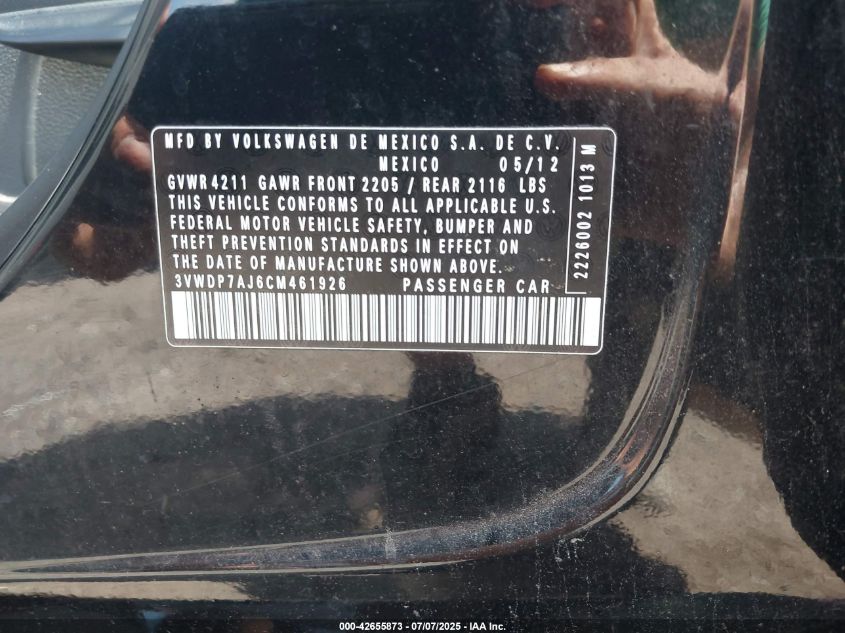 MFD BY VOLKSWAGEN DE MEXICO S.A. DE C.V.
MEXICO 05/12
GVWR 4211 GAWR FRONT 2205 / REAR 2116 LBS
THIS VEHICLE CONFORMS TO ALL APPLICABLE U.S.
FEDERAL MOTOR VEHICLE SAFETY, BUMPER AND
THEFT PREVENTION STANDARDS IN EFFECT ON
THE DATE OF MANUFACTURE SHOWN ABOVE.
3VWDP7AJ6CM461926 PASSENGER CAR
2226002 1013 M
000-42655873 / 07/07/2025 - IAA Inc.